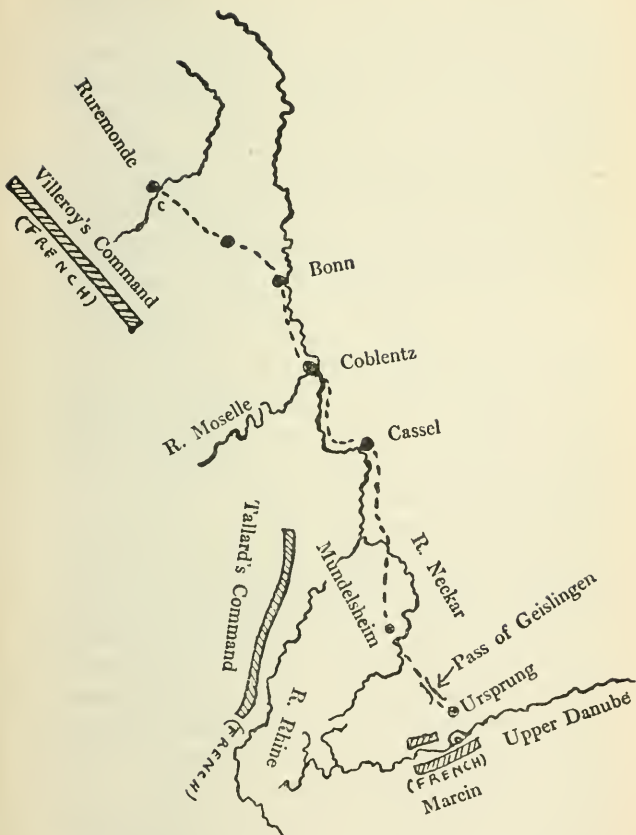 Ruremonde
C
Villeroy's Command
(FRENCH)
Bonn
Coblentz
R. Moselle
Cassel
Tallard's Command
(FRENCH)
Mundelsheim
R. Neckar
Pass of Geislingen
Ursprung
R. Rhine
Upper Danube
(FRENCH)
Marcin